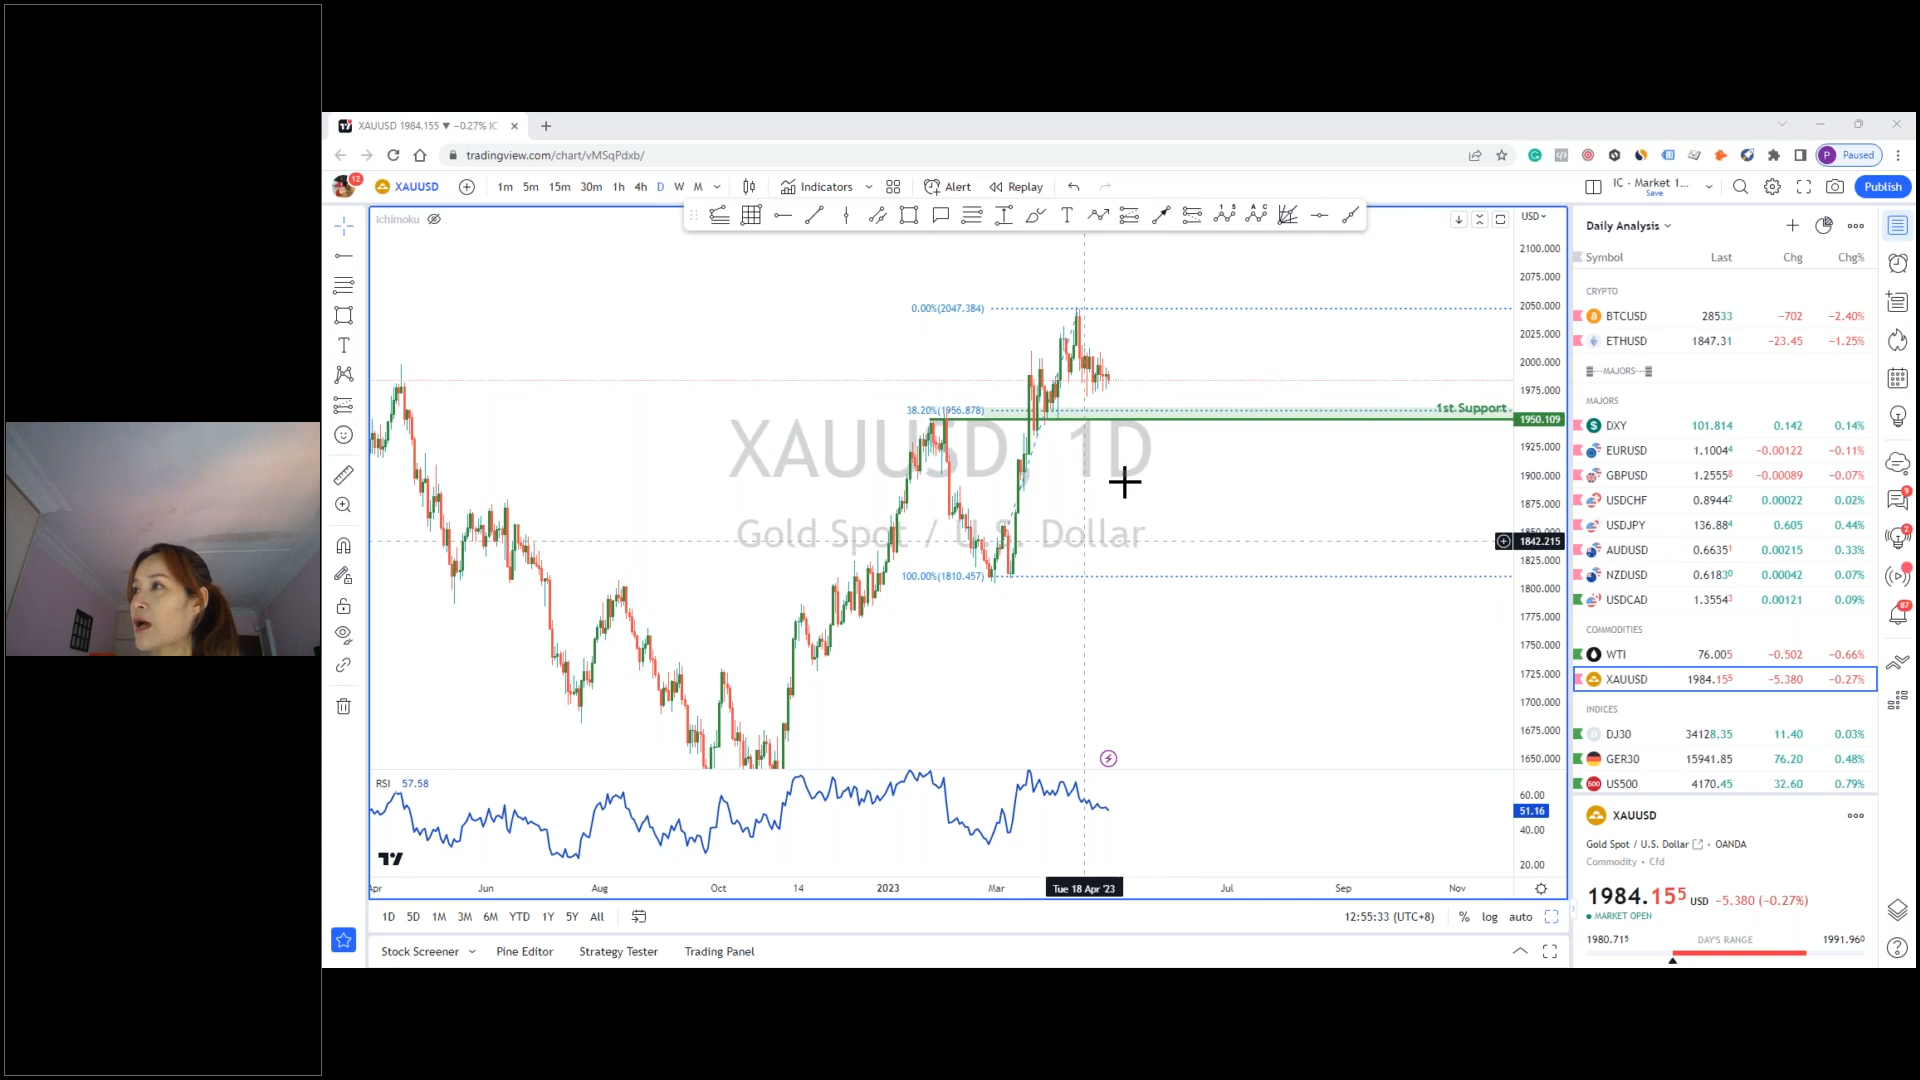 XAUUSD 1984.155 ▼ −0.27% IC
tradingview.com/chart/vMSqPdxb/
P Paused
12
XAUUSD
1m 5m 15m 30m 1h 4h D W M
Indicators
Alert
Replay
IC - Market 1...
Save
Publish
Ichimoku
USD
2100.000
2075.000
2050.000
2025.000
2000.000
1975.000
1950.109
1925.000
1900.000
1875.000
1850.000
1842.215
1825.000
1800.000
1775.000
1750.000
1725.000
1700.000
1675.000
1650.000
0.00%(2047.384)
38.20%(1956.878)
1st Support
XAUUSD, 1D
Gold Spot / U.S. Dollar
100.00%(1810.457)
RSI 57.58
60.00
51.16
40.00
20.00
Apr Jun Aug Oct 14 2023 Mar Tue 18 Apr '23 Jul Sep Nov
1D 5D 1M 3M 6M YTD 1Y 5Y All
12:55:33 (UTC+8) % log auto
Stock Screener Pine Editor Strategy Tester Trading Panel
Daily Analysis
Symbol Last Chg Chg%
CRYPTO
BTCUSD 28533 −702 −2.40%
ETHUSD 1847.31 −23.45 −1.25%
---MAJORS---
MAJORS
DXY 101.814 0.142 0.14%
EURUSD 1.10044 −0.00122 −0.11%
GBPUSD 1.25558 −0.00089 −0.07%
USDCHF 0.89442 0.00022 0.02%
USDJPY 136.884 0.605 0.44%
AUDUSD 0.66351 0.00215 0.33%
NZDUSD 0.61830 0.00042 0.07%
USDCAD 1.35543 0.00121 0.09%
COMMODITIES
WTI 76.005 −0.502 −0.66%
XAUUSD 1984.155 −5.380 −0.27%
INDICES
DJ30 34128.35 11.40 0.03%
GER30 15941.85 76.20 0.48%
US500 4170.45 32.60 0.79%
XAUUSD
Gold Spot / U.S. Dollar • OANDA
Commodity • Cfd
1984.155 USD −5.380 (−0.27%)
MARKET OPEN
1980.715 DAY'S RANGE 1991.960
9
2
87